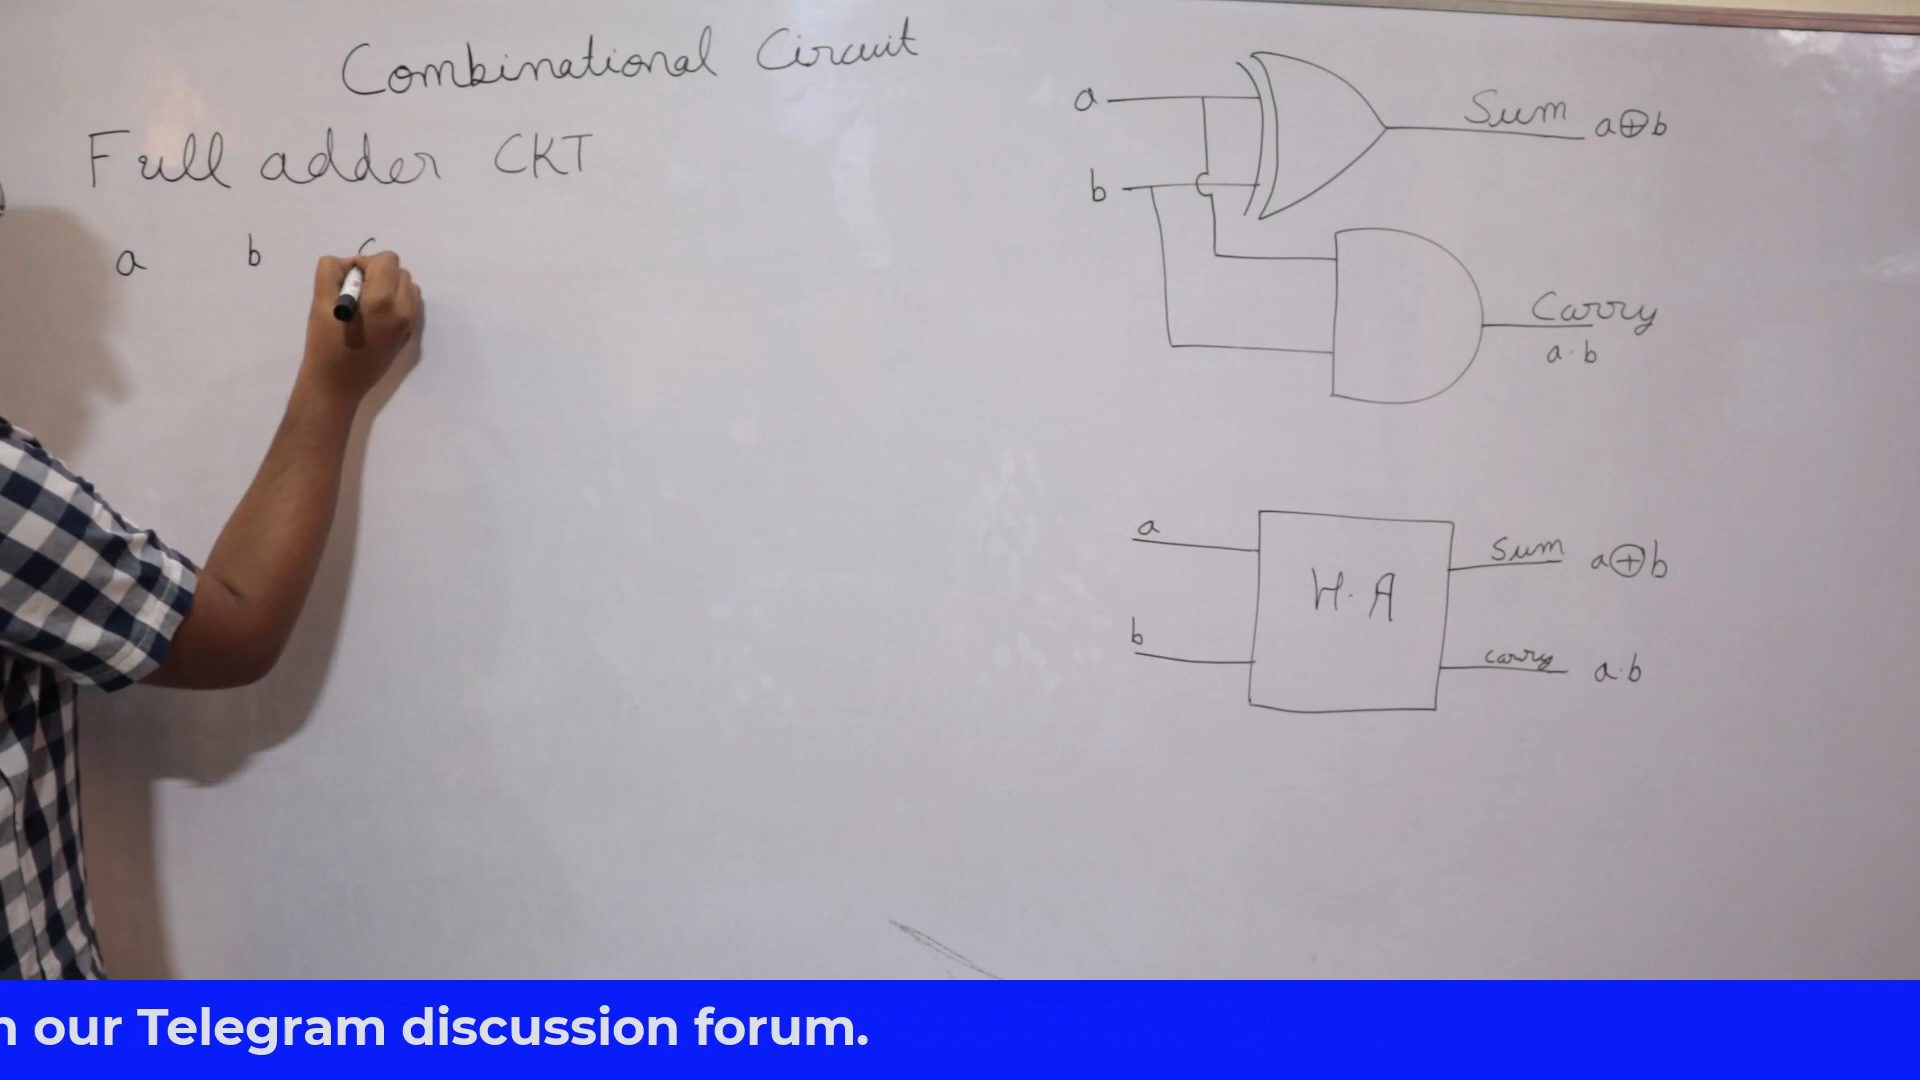 Combinational Circuit
Full adder CKT
a b
a
b
Sum a⊕b
Carry
a·b
a
b
H.A
Sum a⊕b
carry a·b
our Telegram discussion forum.